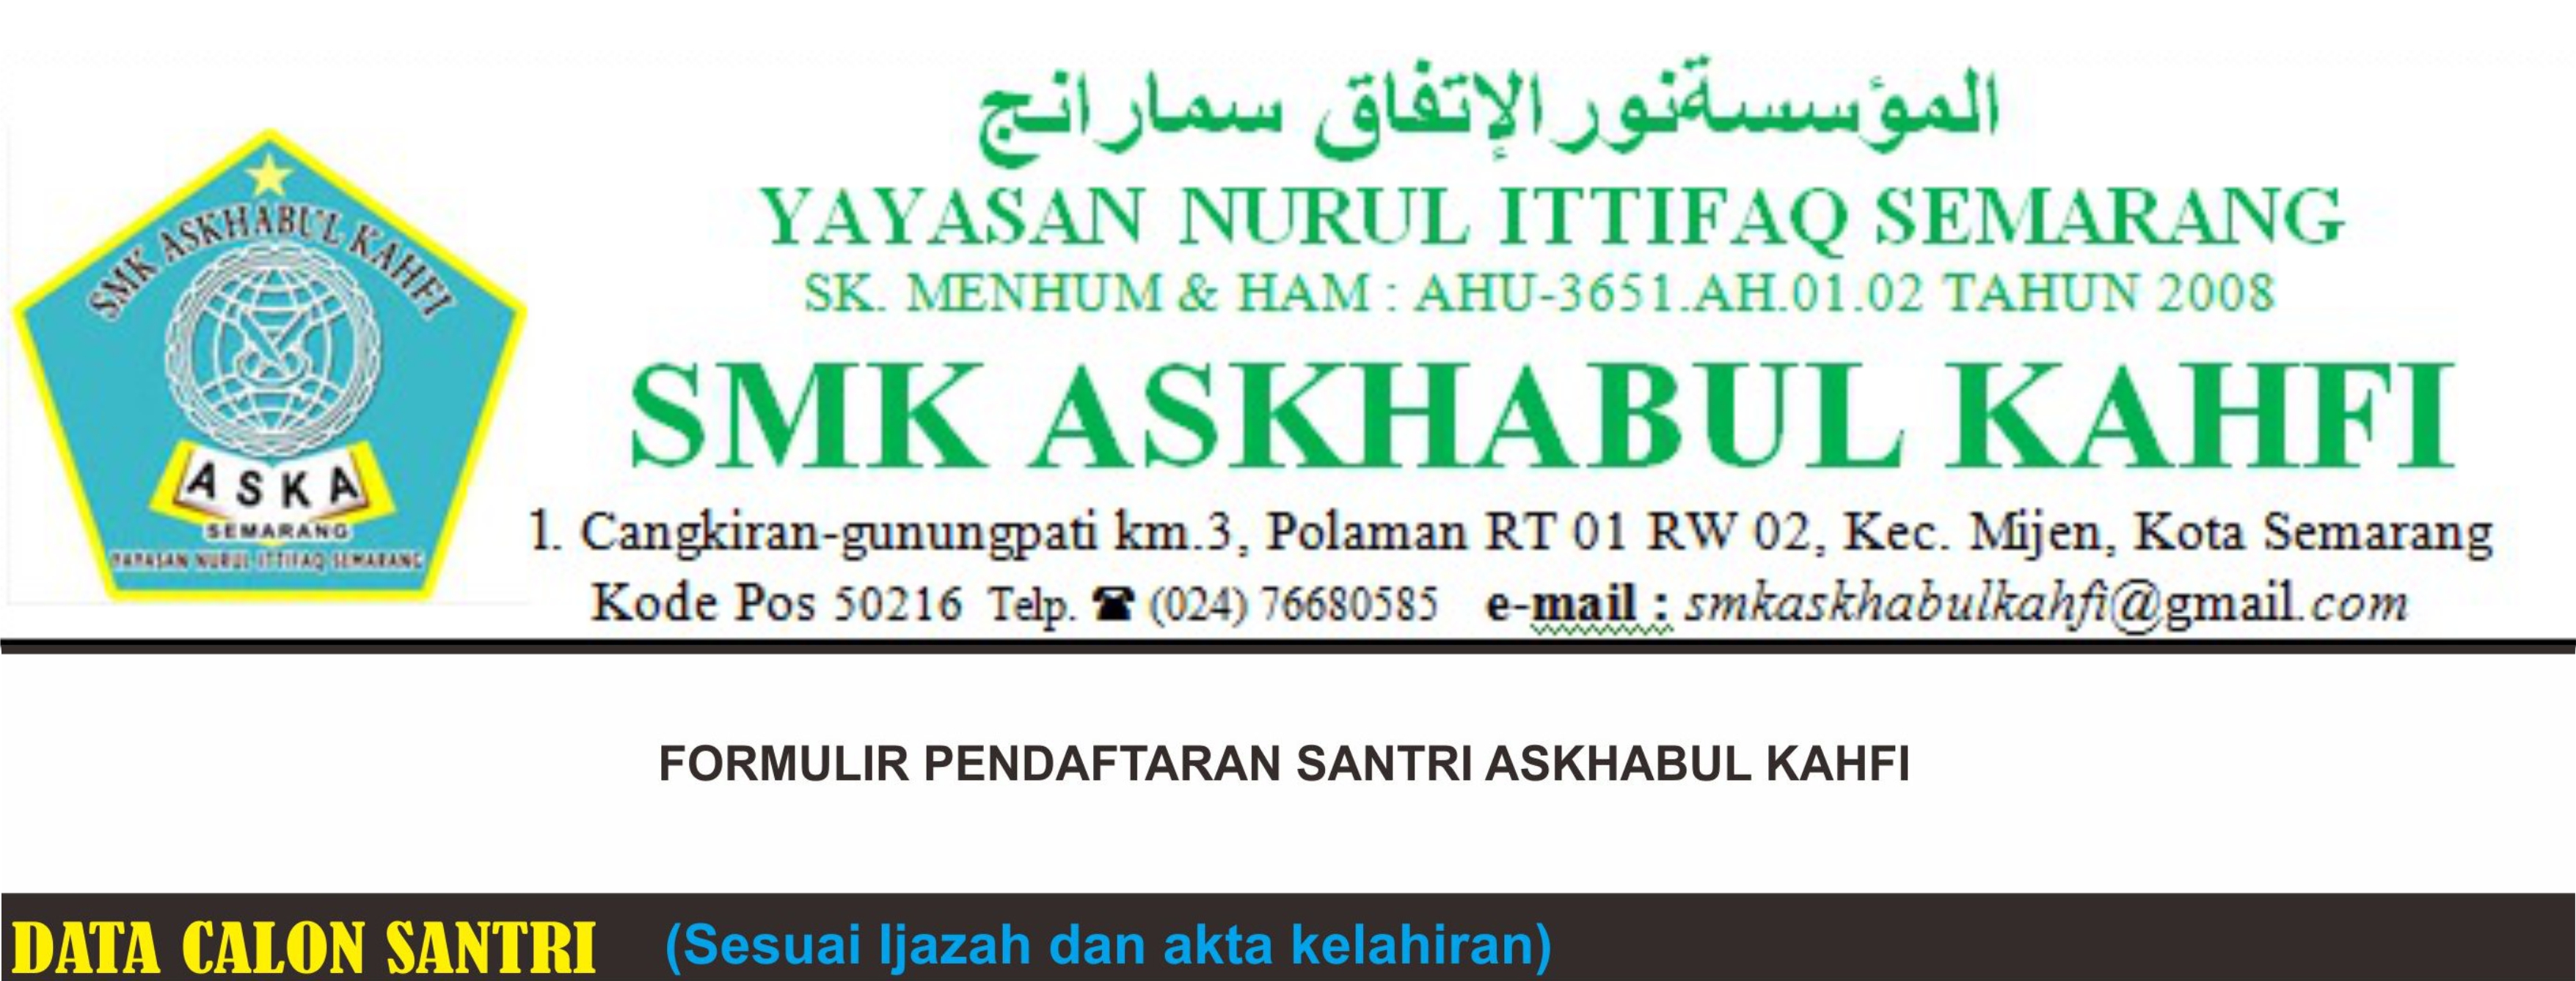 المؤسسةنور الإتفاق سمارانج
YAYASAN NURUL ITTIFAQ SEMARANG
SK. MENHUM & HAM : AHU-3651.AH.01.02 TAHUN 2008
SMK ASKHABUL KAHFI
1. Cangkiran-gunungpati km.3, Polaman RT 01 RW 02, Kec. Mijen, Kota Semarang
Kode Pos 50216 Telp. ☎ (024) 76680585 e-mail : smkaskhabulkahfi@gmail.com
SMK ASKHABU'L KAHFI
ASKA
SEMARANG
YAYASAN NURUL ITTIFAQ SEMARANG
FORMULIR PENDAFTARAN SANTRI ASKHABUL KAHFI
DATA CALON SANTRI (Sesuai Ijazah dan akta kelahiran)